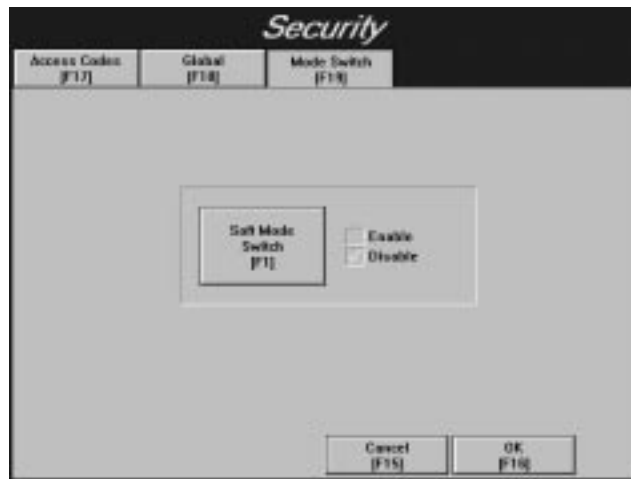 Security
Access Codes
[F17]
Global
[F18]
Mode Switch
[F19]
Soft Mode
Switch
[F1]
Enable
Disable
Cancel
[F15]
OK
[F16]